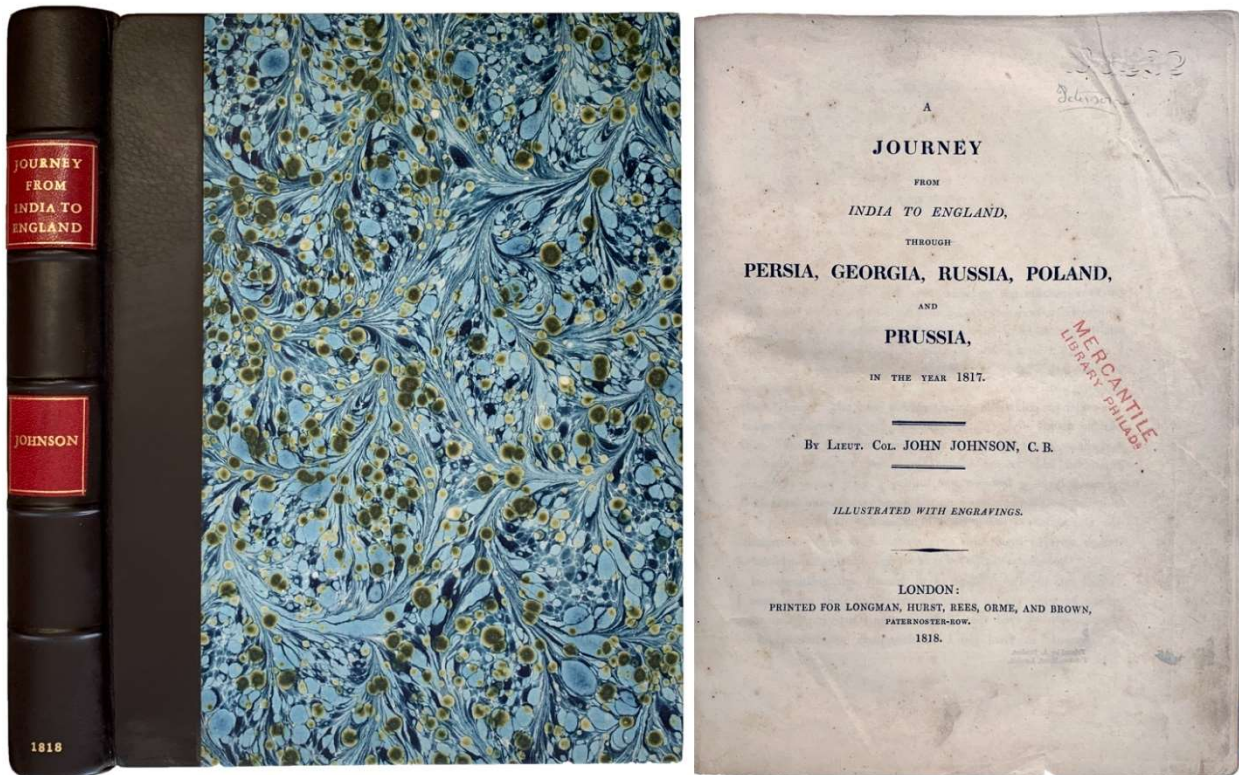 JOURNEY
FROM
INDIA TO
ENGLAND
JOHNSON
1818
A
JOURNEY
FROM
INDIA TO ENGLAND,
THROUGH
PERSIA, GEORGIA, RUSSIA, POLAND,
AND
PRUSSIA,
IN THE YEAR 1817.
By Lieut. Col. JOHN JOHNSON, C. B.
ILLUSTRATED WITH ENGRAVINGS.
LONDON:
PRINTED FOR LONGMAN, HURST, REES, ORME, AND BROWN,
PATERNOSTER-ROW.
1818.
MERCANTILE
LIBRARY PHILADA